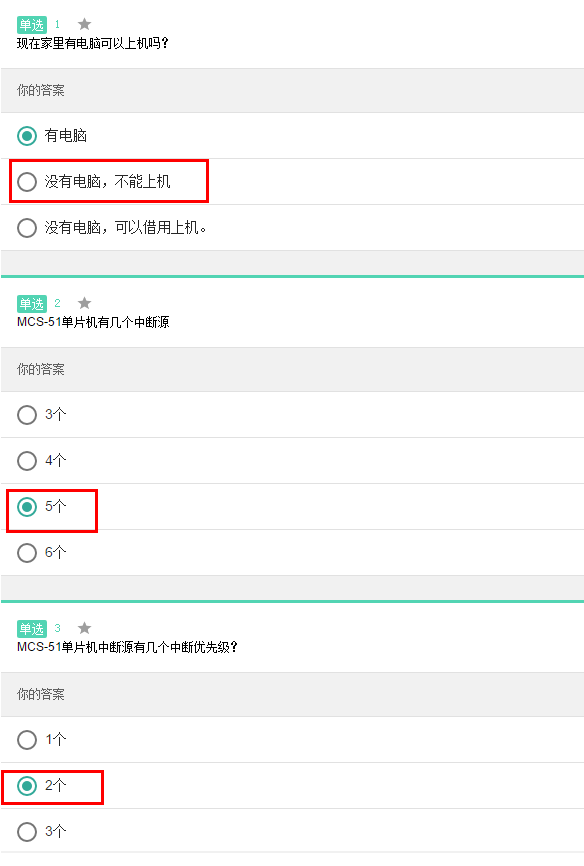 单选 1
现在家里有电脑可以上机吗?
你的答案
有电脑
没有电脑，不能上机
没有电脑，可以借用上机。
单选 2
MCS-51单片机有几个中断源
你的答案
3个
4个
5个
6个
单选 3
MCS-51单片机中断源有几个中断优先级?
你的答案
1个
2个
3个